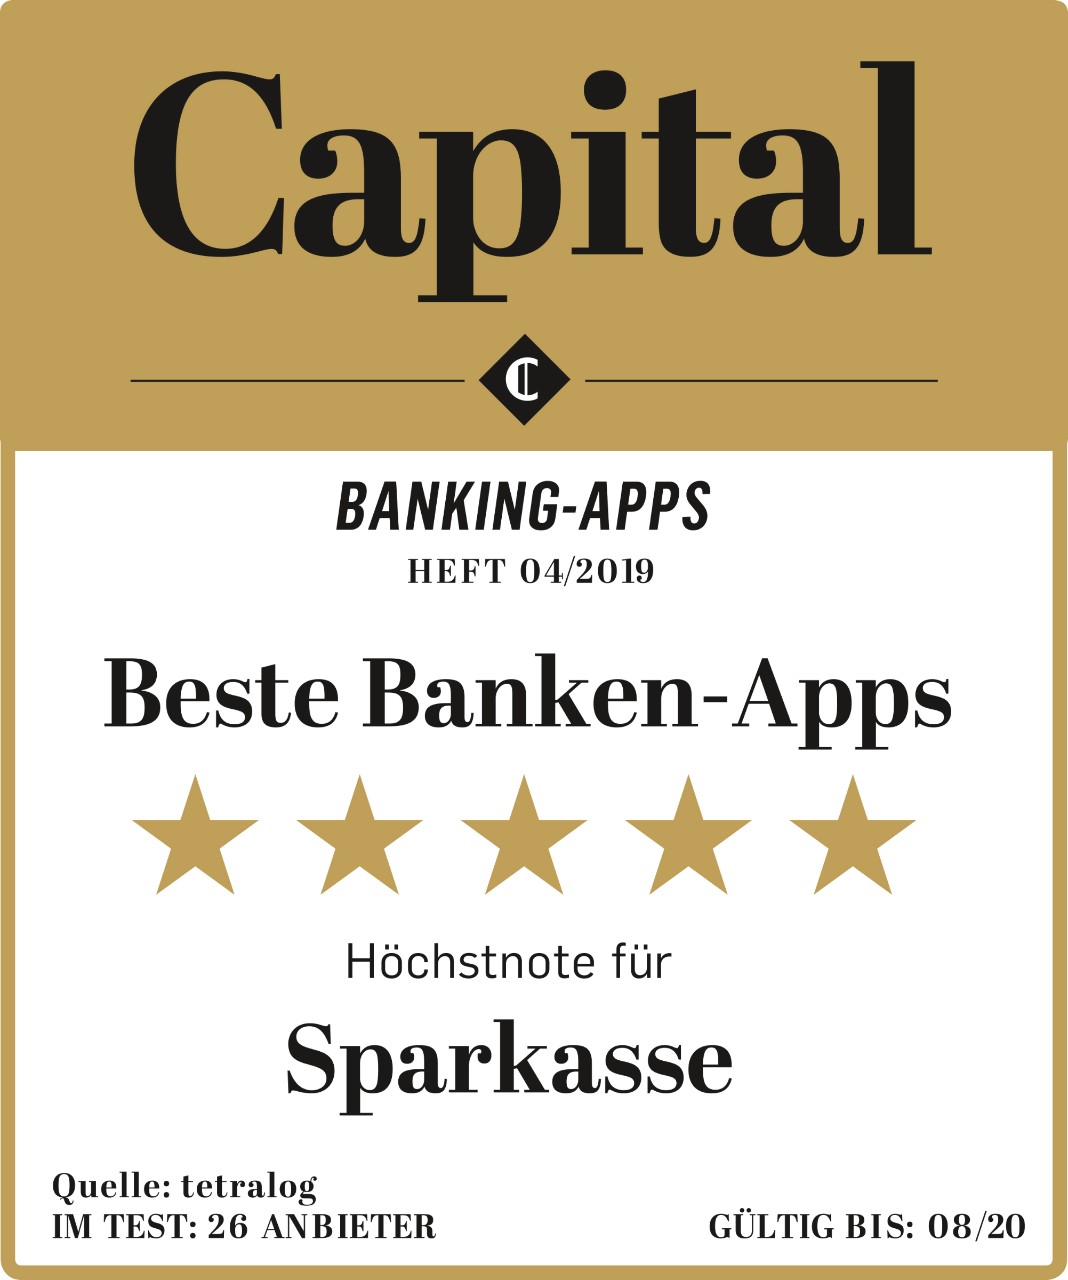 Capital
C
BANKING-APPS
HEFT 04/2019
Beste Banken-Apps
Höchstnote für
Sparkasse
Quelle: tetralog
IM TEST: 26 ANBIETER
GÜLTIG BIS: 08/20